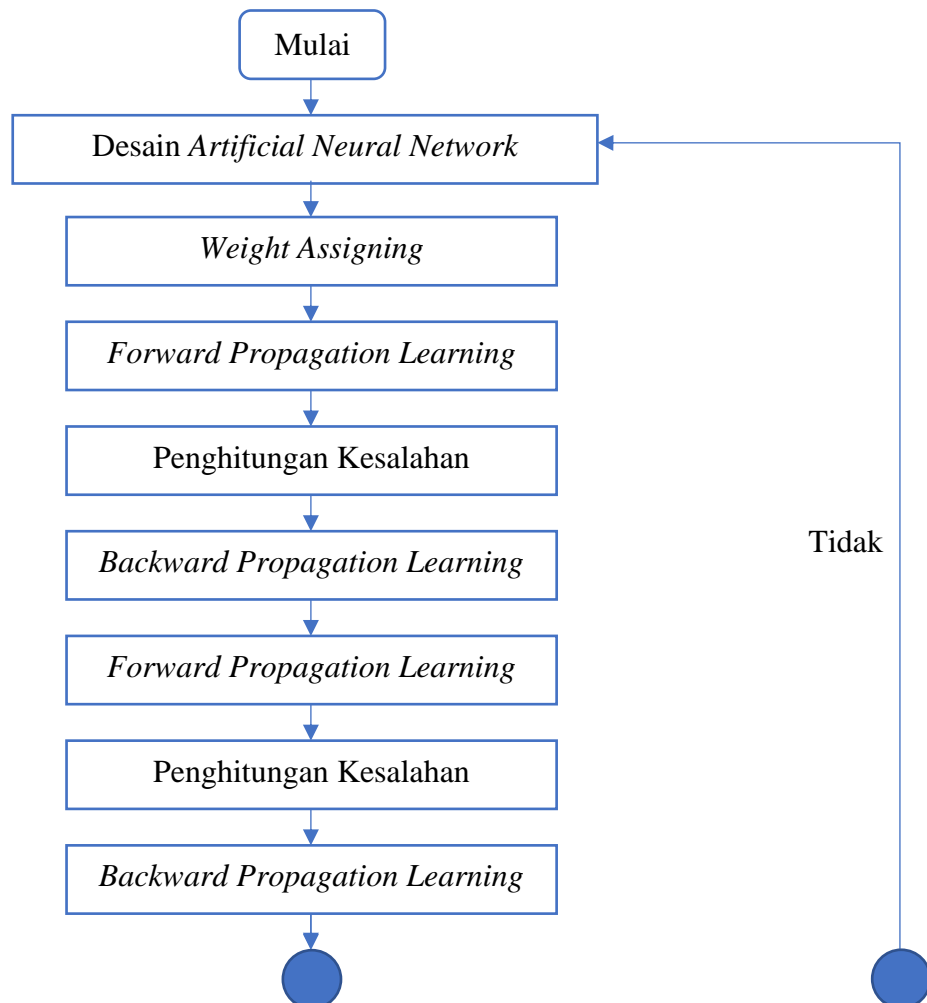 Mulai
Desain Artificial Neural Network
Weight Assigning
Forward Propagation Learning
Penghitungan Kesalahan
Backward Propagation Learning
Tidak
Forward Propagation Learning
Penghitungan Kesalahan
Backward Propagation Learning